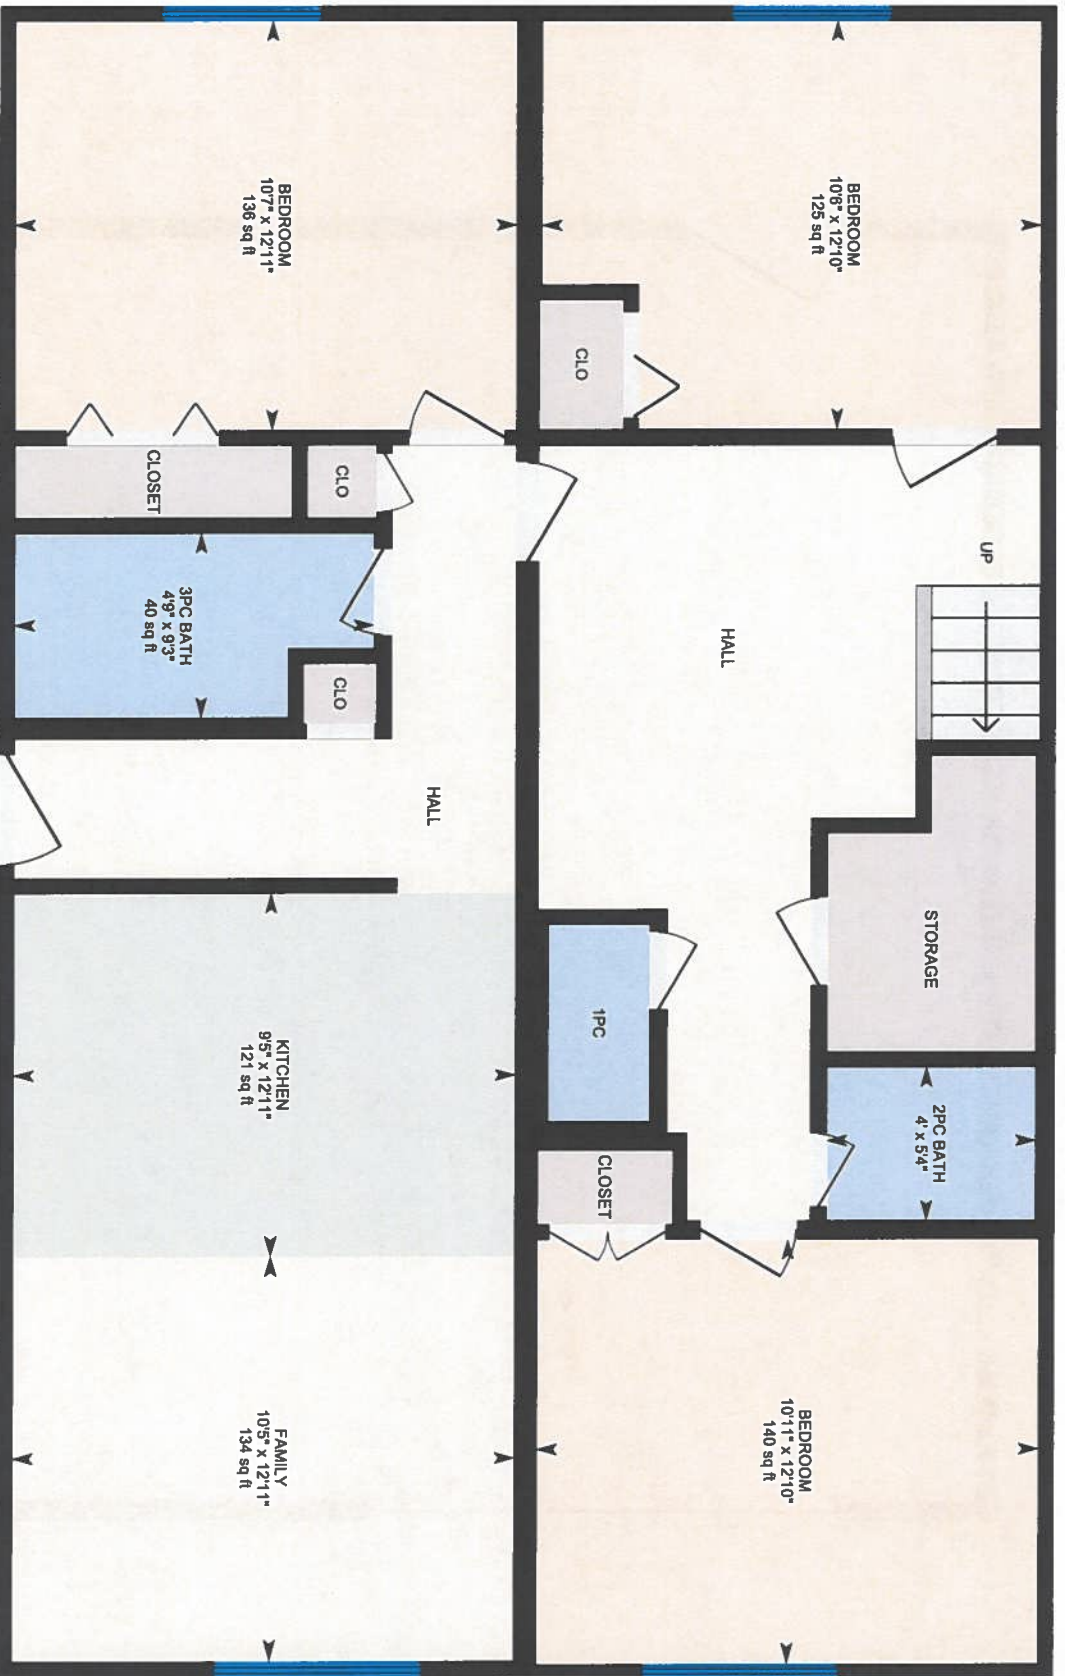 BEDROOM
10'6" x 12'10"
125 sq ft
BEDROOM
10'7" x 12'11"
136 sq ft
CLO
CLO
CLOSET
UP
HALL
3PC BATH
4'9" x 9'3"
40 sq ft
CLO
HALL
STORAGE
1PC
2PC BATH
4' x 5'4"
KITCHEN
9'5" x 12'11"
121 sq ft
CLOSET
BEDROOM
10'11" x 12'10"
140 sq ft
FAMILY
10'5" x 12'11"
134 sq ft